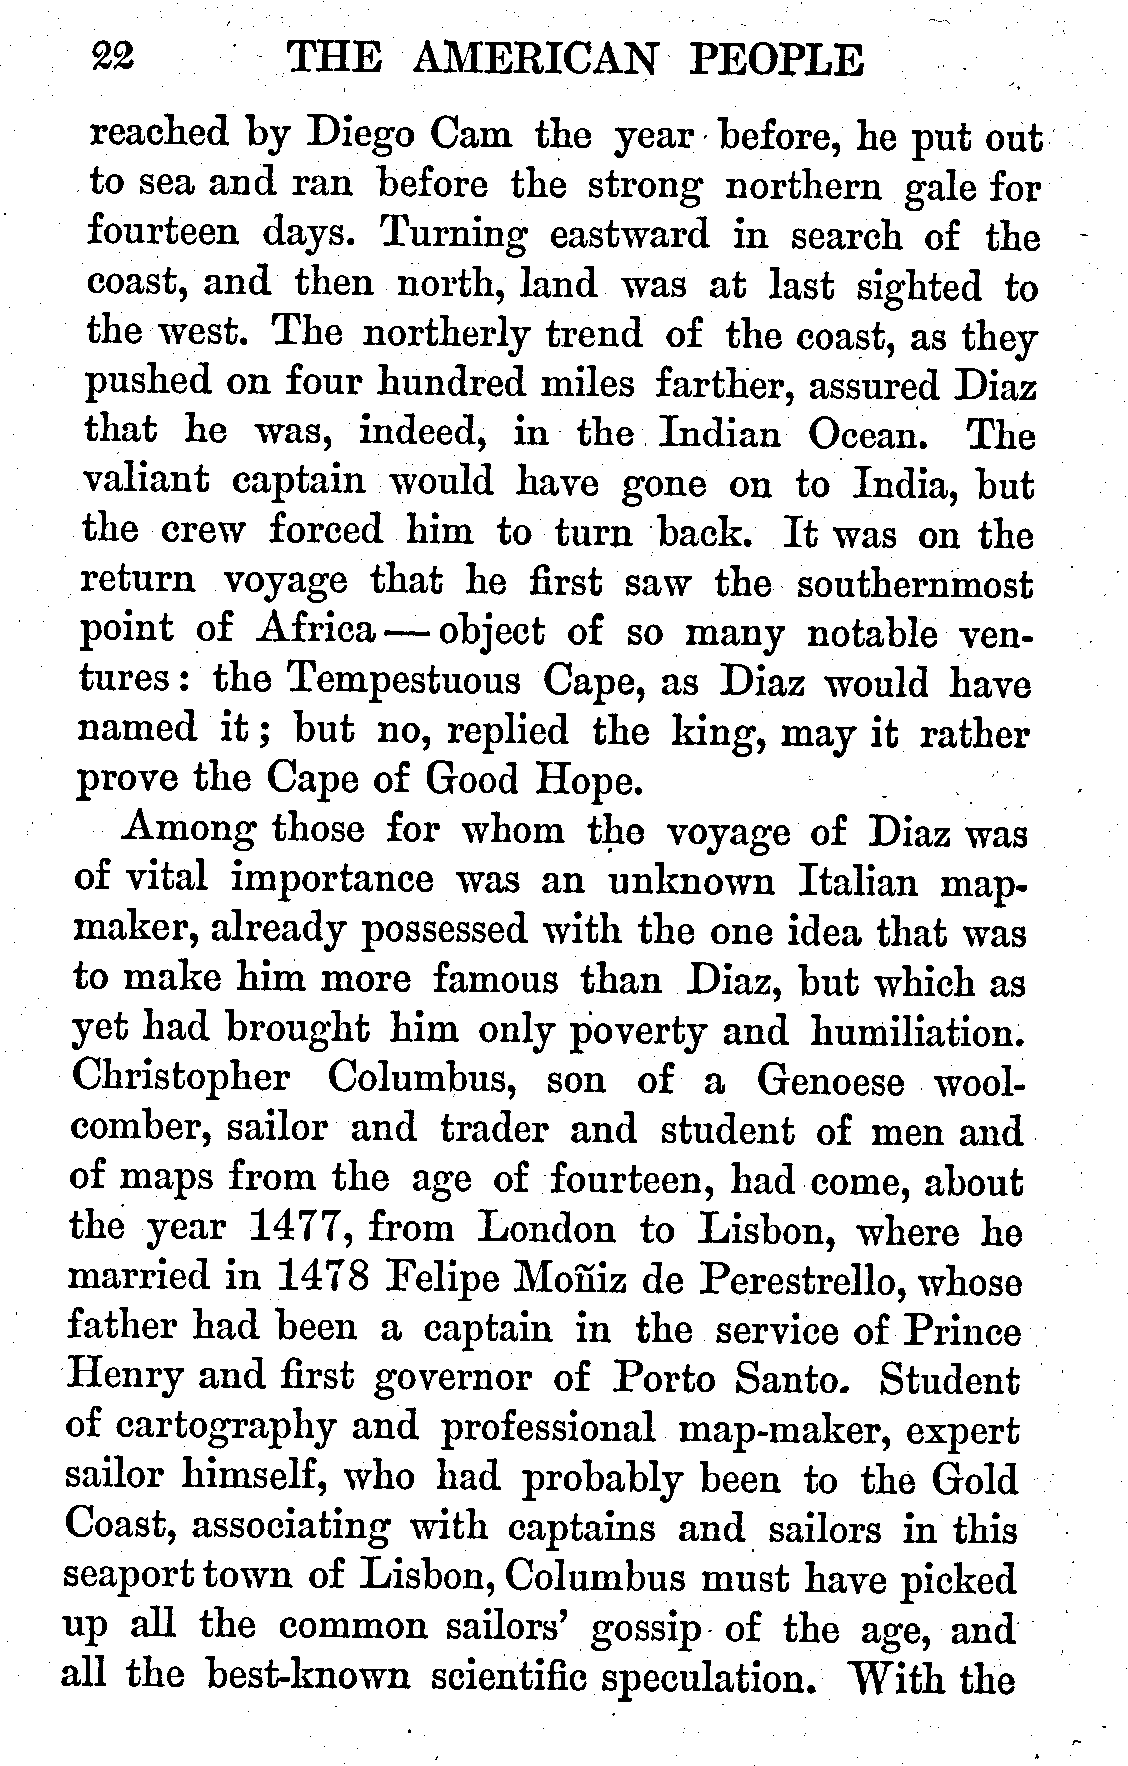 22 THE AMERICAN PEOPLE
reached by Diego Cam the year before, he put out
to sea and ran before the strong northern gale for
fourteen days. Turning eastward in search of the
coast, and then north, land was at last sighted to
the west. The northerly trend of the coast, as they
pushed on four hundred miles farther, assured Diaz
that he was, indeed, in the Indian Ocean. The
valiant captain would have gone on to India, but
the crew forced him to turn back. It was on the
return voyage that he first saw the southernmost
point of Africa — object of so many notable ven-
tures: the Tempestuous Cape, as Diaz would have
named it; but no, replied the king, may it rather
prove the Cape of Good Hope.
Among those for whom the voyage of Diaz was
of vital importance was an unknown Italian map-
maker, already possessed with the one idea that was
to make him more famous than Diaz, but which as
yet had brought him only poverty and humiliation.
Christopher Columbus, son of a Genoese wool-
comber, sailor and trader and student of men and
of maps from the age of fourteen, had come, about
the year 1477, from London to Lisbon, where he
married in 1478 Felipe Moñiz de Perestrello, whose
father had been a captain in the service of Prince
Henry and first governor of Porto Santo. Student
of cartography and professional map-maker, expert
sailor himself, who had probably been to the Gold
Coast, associating with captains and sailors in this
seaport town of Lisbon, Columbus must have picked
up all the common sailors' gossip of the age, and
all the best-known scientific speculation. With the